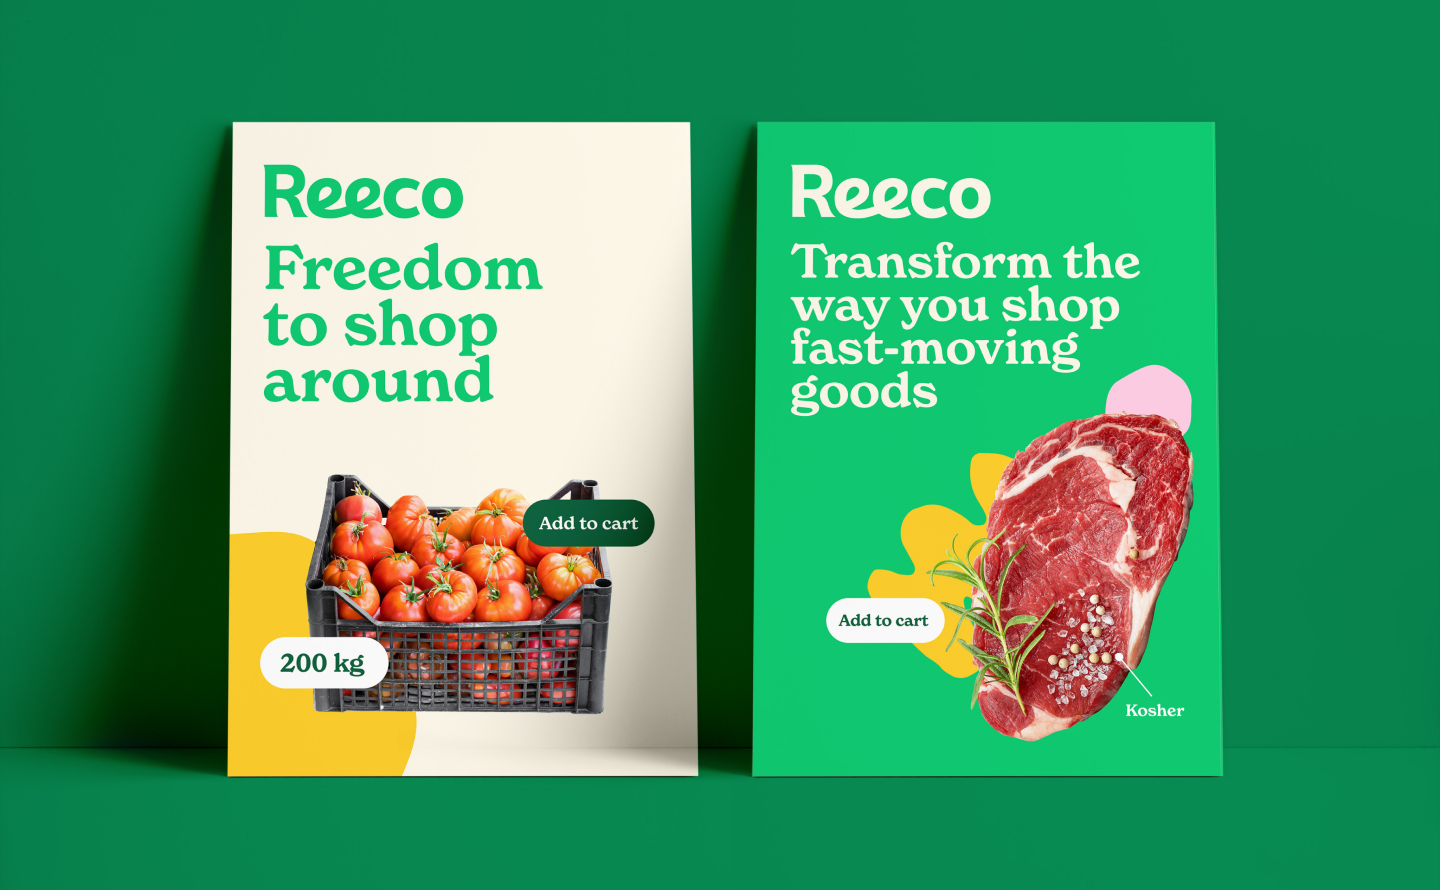 Reeco
Freedom
to shop
around
Add to cart
200 kg
Reeco
Transform the
way you shop
fast-moving
goods
Add to cart
Kosher